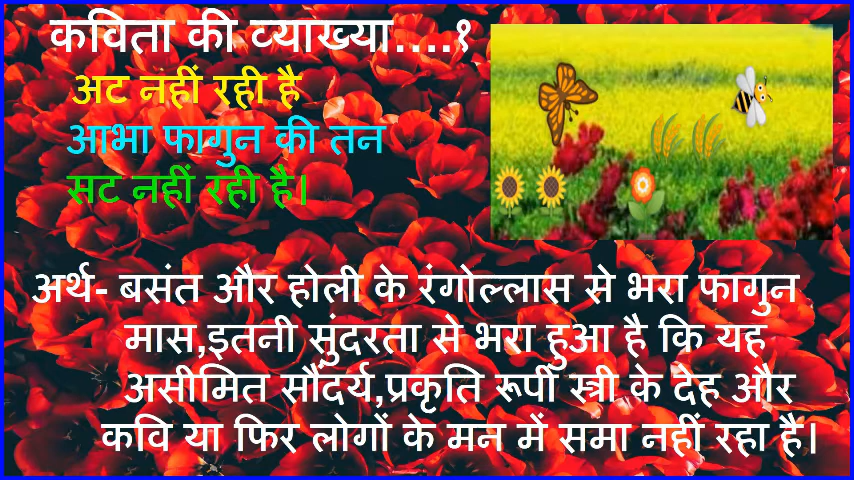 कविता की व्याख्या....१
अट नहीं रही है
आभा फागुन की तन
सट नहीं रही है।
अर्थ- बसंत और होली के रंगोल्लास से भरा फागुन
मास,इतनी सुंदरता से भरा हुआ है कि यह
असीमित सौंदर्य,प्रकृति रूपी स्त्री के देह और
कवि या फिर लोगों के मन में समा नहीं रहा है।